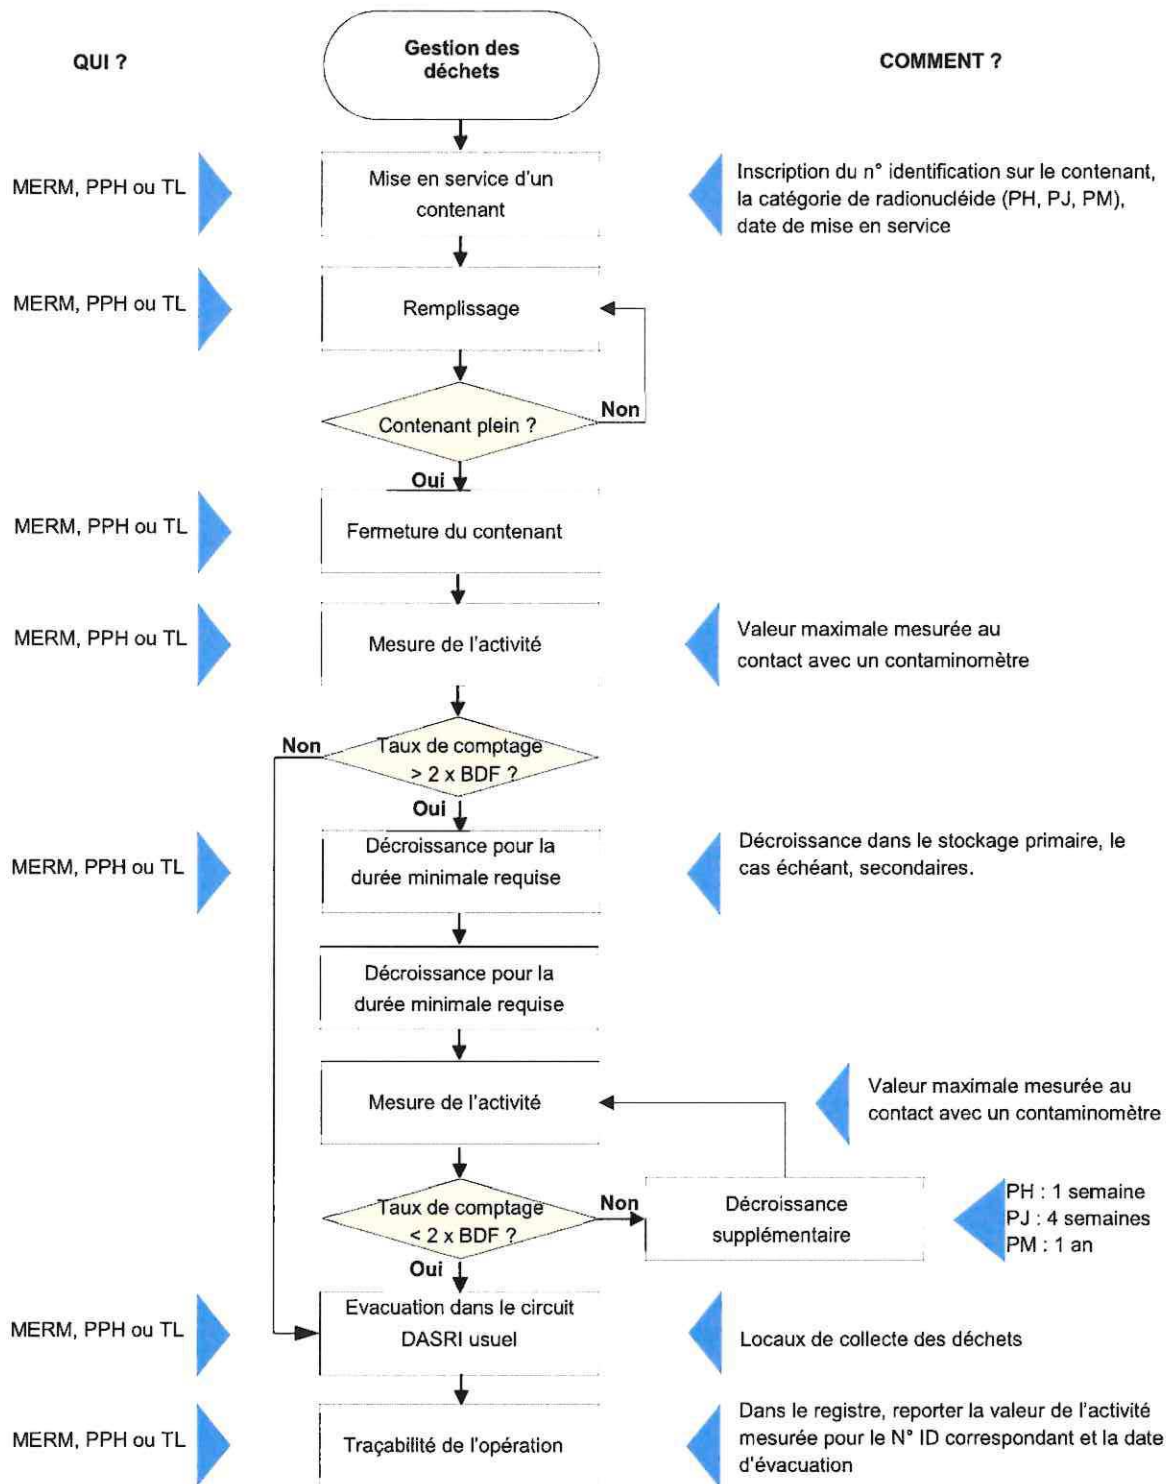 QUI ?
Gestion des
déchets
COMMENT ?
MERM, PPH ou TL
Mise en service d'un
contenant
Inscription du n° identification sur le contenant,
la catégorie de radionucléide (PH, PJ, PM),
date de mise en service
MERM, PPH ou TL
Remplissage
Contenant plein ?
Non
Oui
MERM, PPH ou TL
Fermeture du contenant
MERM, PPH ou TL
Mesure de l'activité
Valeur maximale mesurée au
contact avec un contaminomètre
Non
Taux de comptage
> 2 x BDF ?
Oui
MERM, PPH ou TL
Décroissance pour la
durée minimale requise
Décroissance dans le stockage primaire, le
cas échéant, secondaires.
Décroissance pour la
durée minimale requise
Mesure de l'activité
Valeur maximale mesurée au
contact avec un contaminomètre
Taux de comptage
< 2 x BDF ?
Non
Décroissance
supplémentaire
PH : 1 semaine
PJ : 4 semaines
PM : 1 an
Oui
MERM, PPH ou TL
Evacuation dans le circuit
DASRI usuel
Locaux de collecte des déchets
MERM, PPH ou TL
Traçabilité de l'opération
Dans le registre, reporter la valeur de l'activité
mesurée pour le N° ID correspondant et la date
d'évacuation